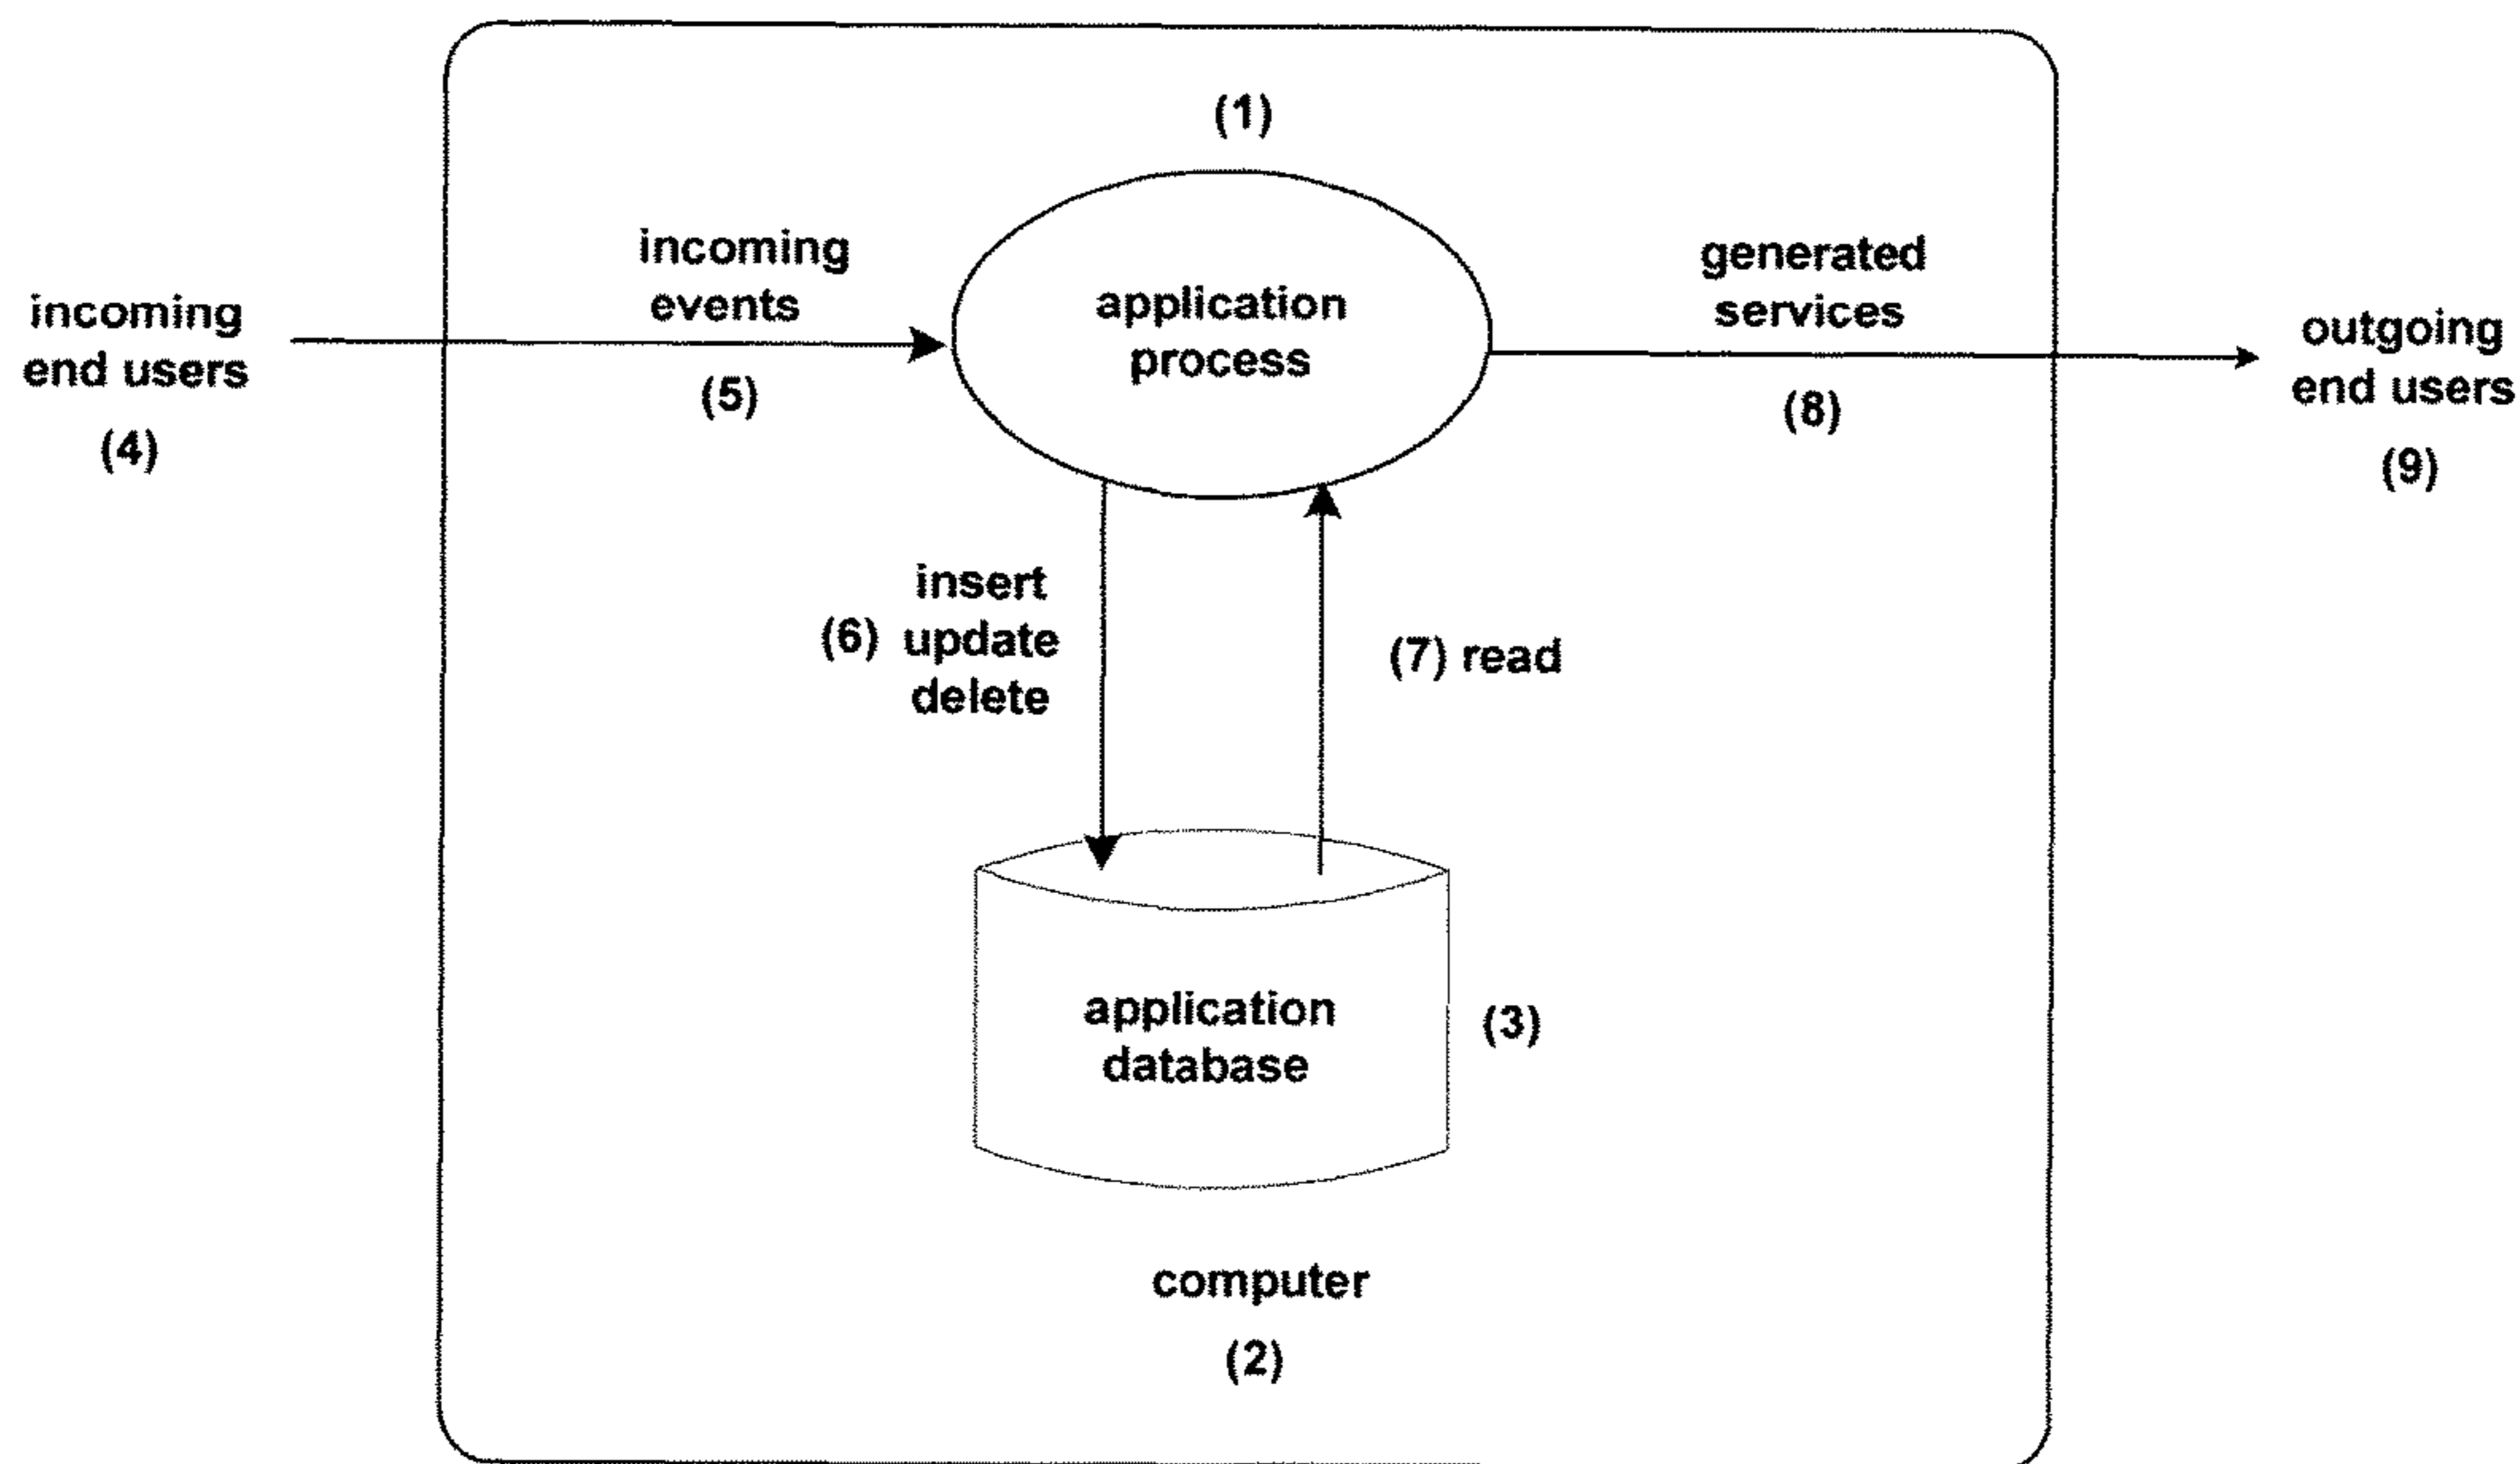 (1)
incoming
end users
(4)
incoming
events
(5)
application
process
generated
services
(8)
outgoing
end users
(9)
(6) insert
update
delete
(7) read
application
database
(3)
computer
(2)